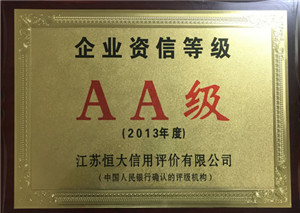 企业资信等级
AA级
(2013年度)
江苏恒大信用评价有限公司
(中国人民银行确认的评级机构)